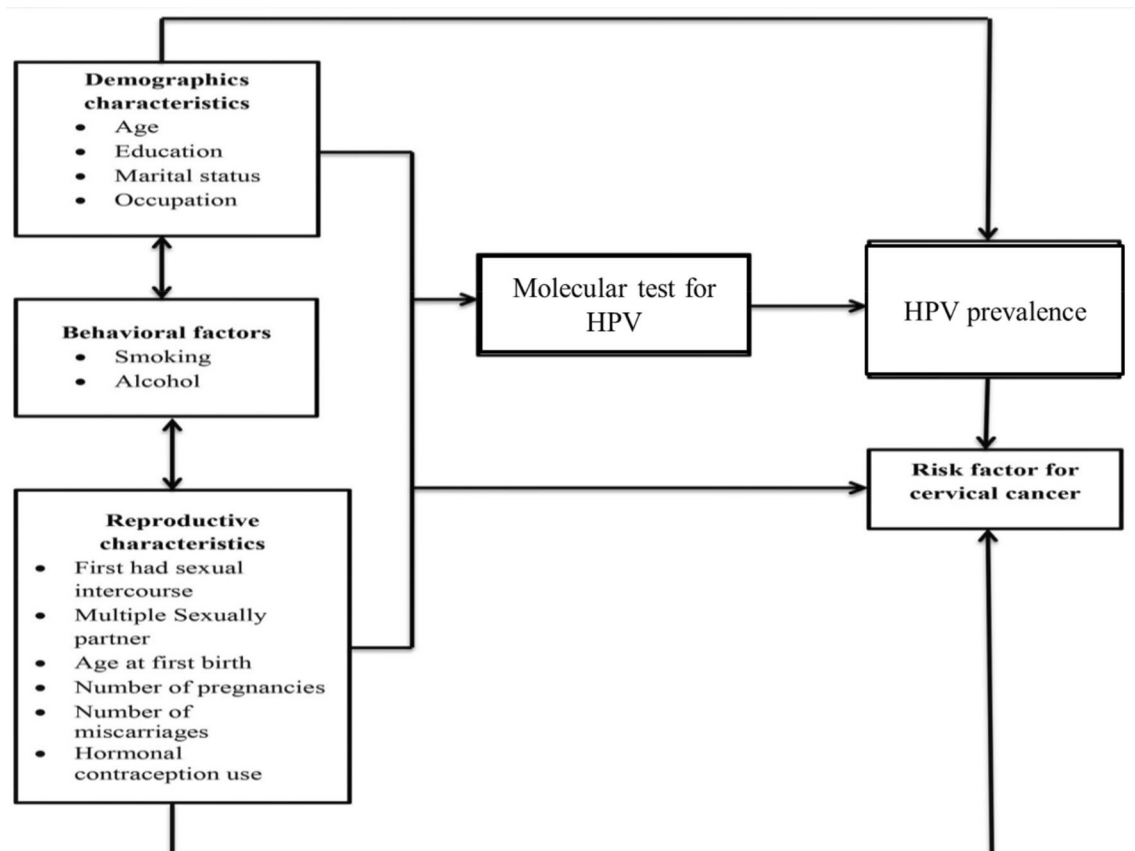 Demographics
characteristics
• Age
• Education
• Marital status
• Occupation
Behavioral factors
• Smoking
• Alcohol
Reproductive
characteristics
• First had sexual
intercourse
• Multiple Sexually
partner
• Age at first birth
• Number of pregnancies
• Number of
miscarriages
• Hormonal
contraception use
Molecular test for
HPV
HPV prevalence
Risk factor for
cervical cancer